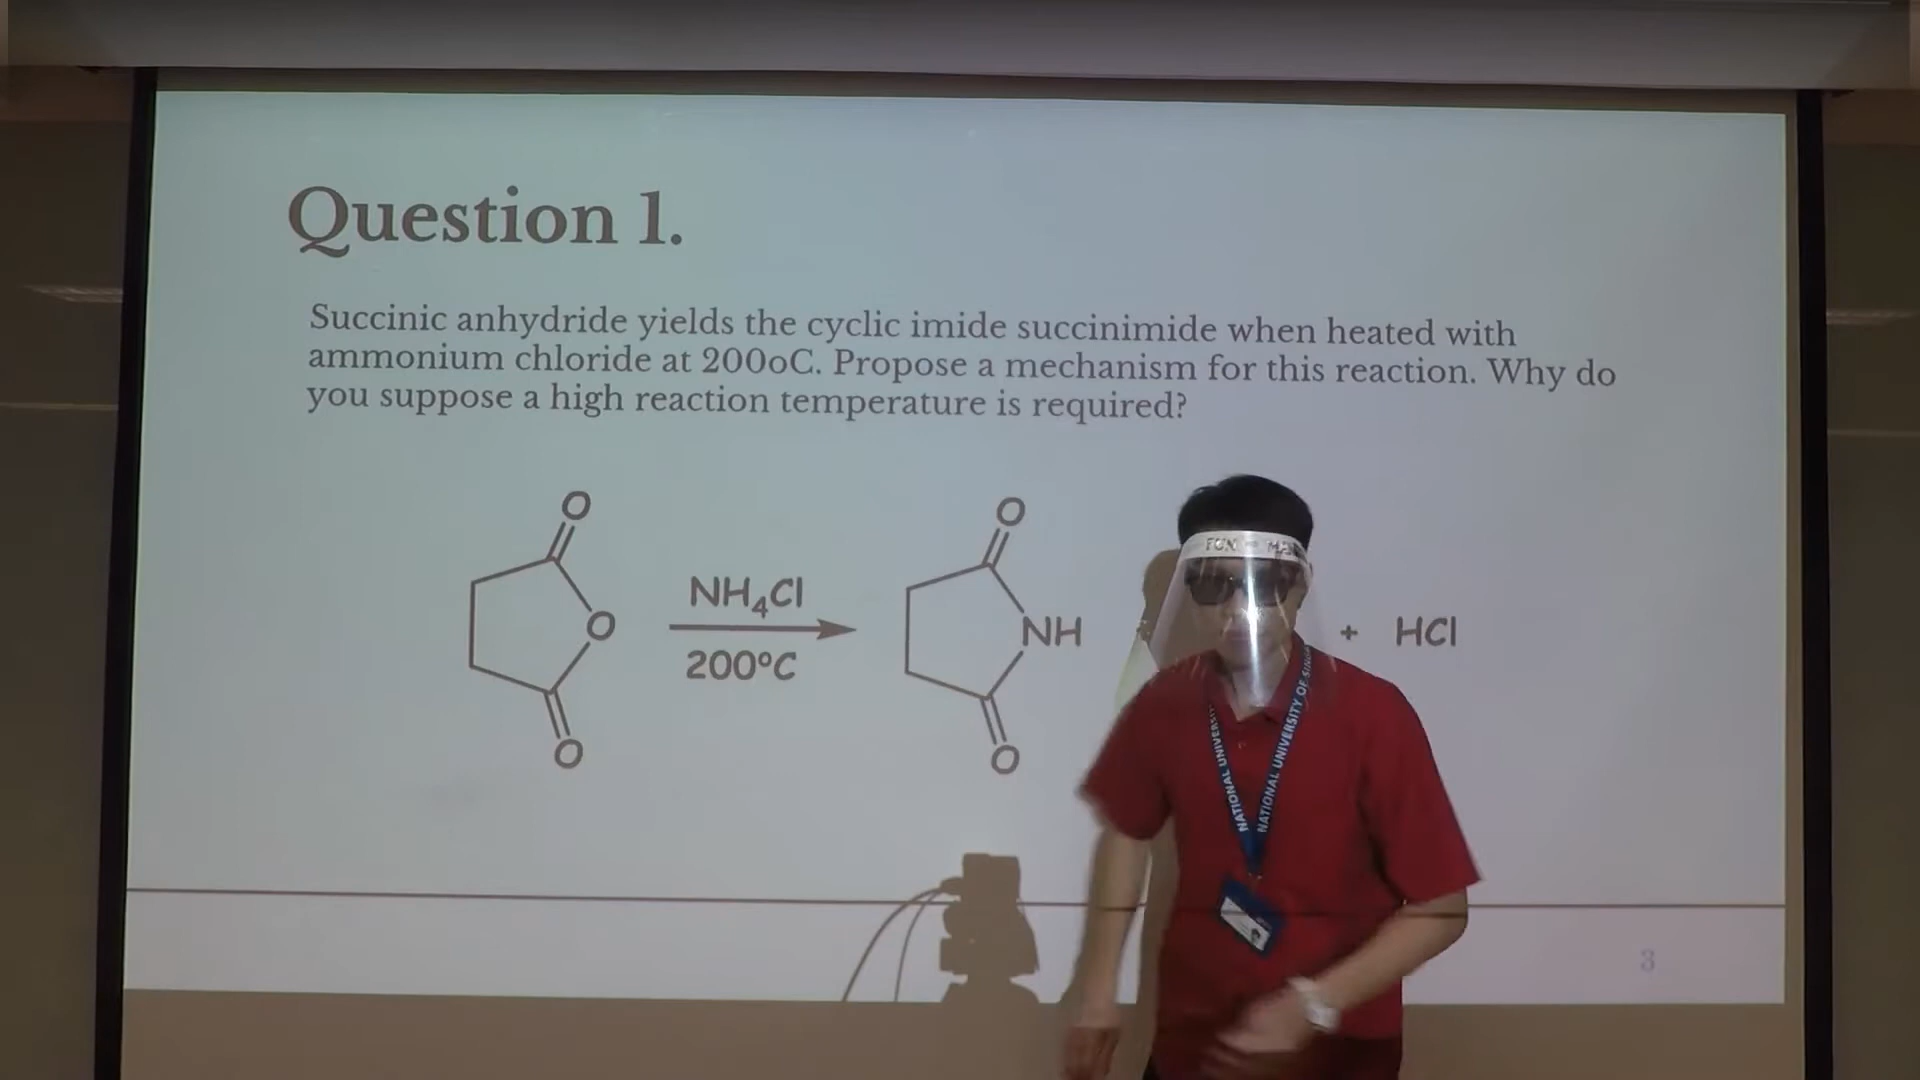 Question 1.
Succinic anhydride yields the cyclic imide succinimide when heated with
ammonium chloride at 200oC. Propose a mechanism for this reaction. Why do
you suppose a high reaction temperature is required?
O
O
O
NH₄Cl
200°C
O
NH
O
+ HCl
NATIONAL UNIVERSITY OF
3